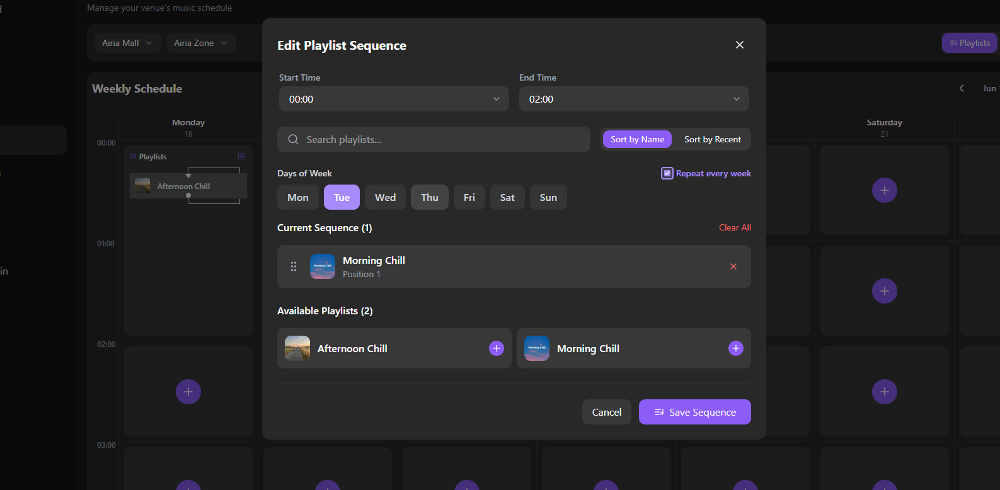 Manage your venue's music schedule
Airia Mall
Airia Zone
Playlists
Weekly Schedule
Jun
Monday
16
Saturday
21
00:00
01:00
02:00
03:00
Playlists
Afternoon Chill
in
Edit Playlist Sequence
Start Time
End Time
00:00
02:00
Search playlists...
Sort by Name
Sort by Recent
Days of Week
Repeat every week
Mon
Tue
Wed
Thu
Fri
Sat
Sun
Current Sequence (1)
Clear All
Morning Chill
Morning Chill
Position 1
Available Playlists (2)
Afternoon Chill
Morning Chill
Morning Chill
Cancel
Save Sequence